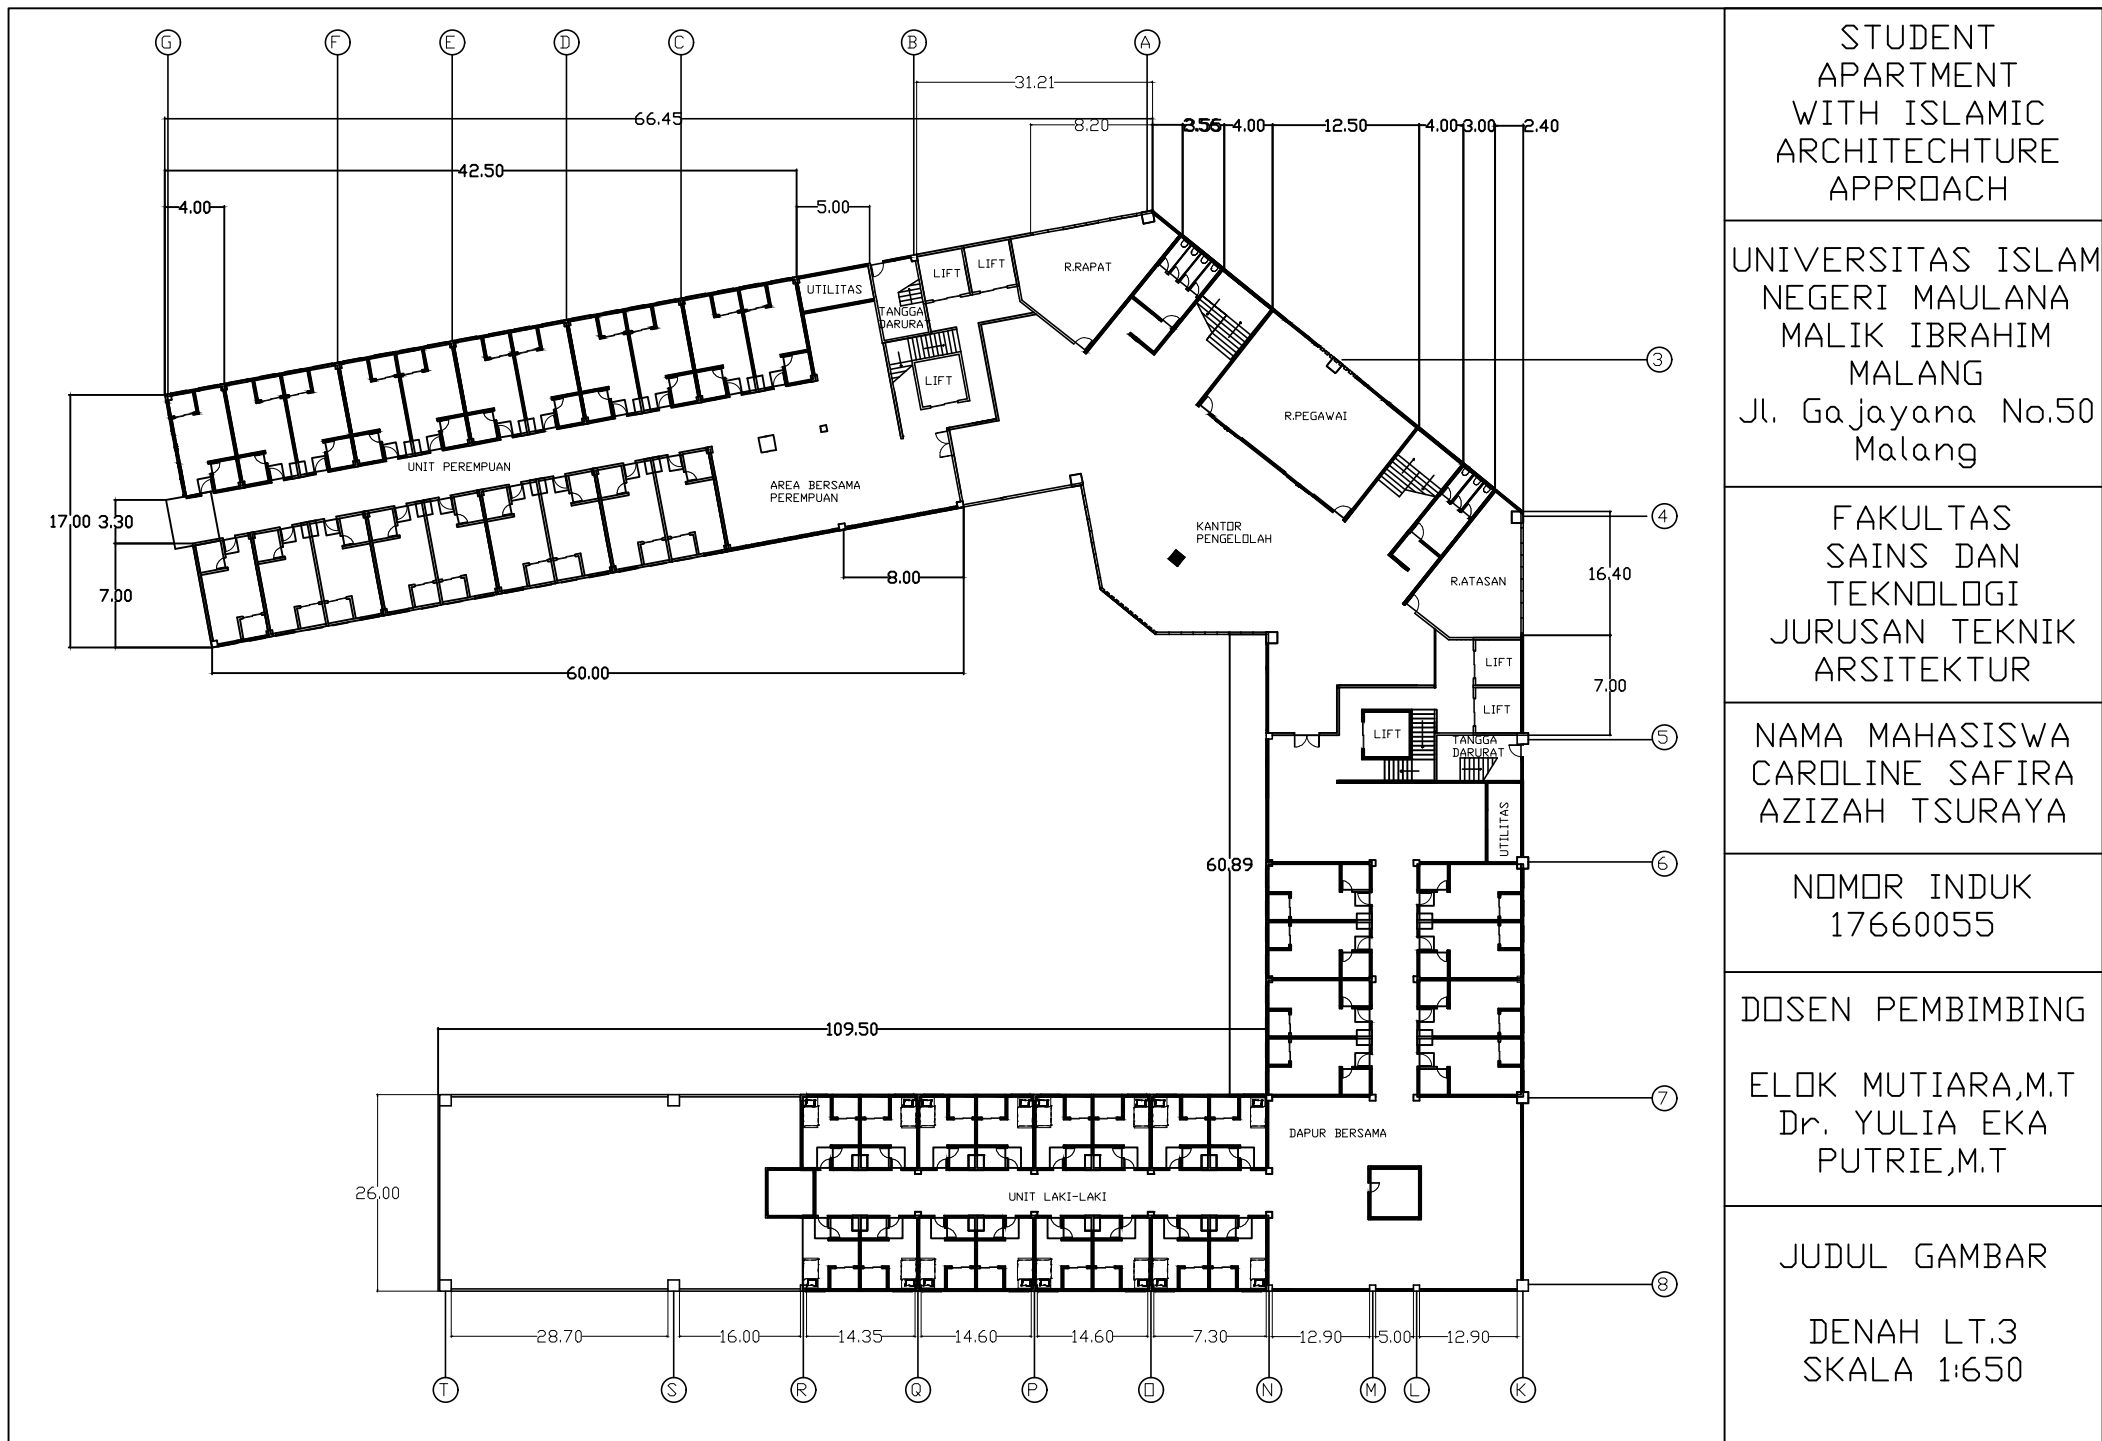 G F E D C B A
31.21
66.45
8.20 3.56 4.00 12.50 4.00 3.00 2.40
42.50
4.00 5.00
LIFT LIFT
R.RAPAT
UTILITAS
TANGGA
DARURAT
LIFT
3
R.PEGAWAI
UNIT PEREMPUAN
AREA BERSAMA
PEREMPUAN
17.00 3.30
KANTOR
PENGELOLAH
4
8.00
7.00
R.ATASAN
16.40
60.00
LIFT
7.00
LIFT
LIFT
TANGGA
DARURAT
5
UTILITAS
60.89
6
109.50
7
DAPUR BERSAMA
26.00
UNIT LAKI-LAKI
8
28.70 16.00 14.35 14.60 14.60 7.30 12.90 5.00 12.90
T S R Q P O N M L K
STUDENT
APARTMENT
WITH ISLAMIC
ARCHITECHTURE
APPROACH
UNIVERSITAS ISLAM
NEGERI MAULANA
MALIK IBRAHIM
MALANG
Jl. Gajayana No.50
Malang
FAKULTAS
SAINS DAN
TEKNOLOGI
JURUSAN TEKNIK
ARSITEKTUR
NAMA MAHASISWA
CAROLINE SAFIRA
AZIZAH TSURAYA
NOMOR INDUK
17660055
DOSEN PEMBIMBING
ELOK MUTIARA,M.T
Dr. YULIA EKA
PUTRIE,M.T
JUDUL GAMBAR
DENAH LT.3
SKALA 1:650